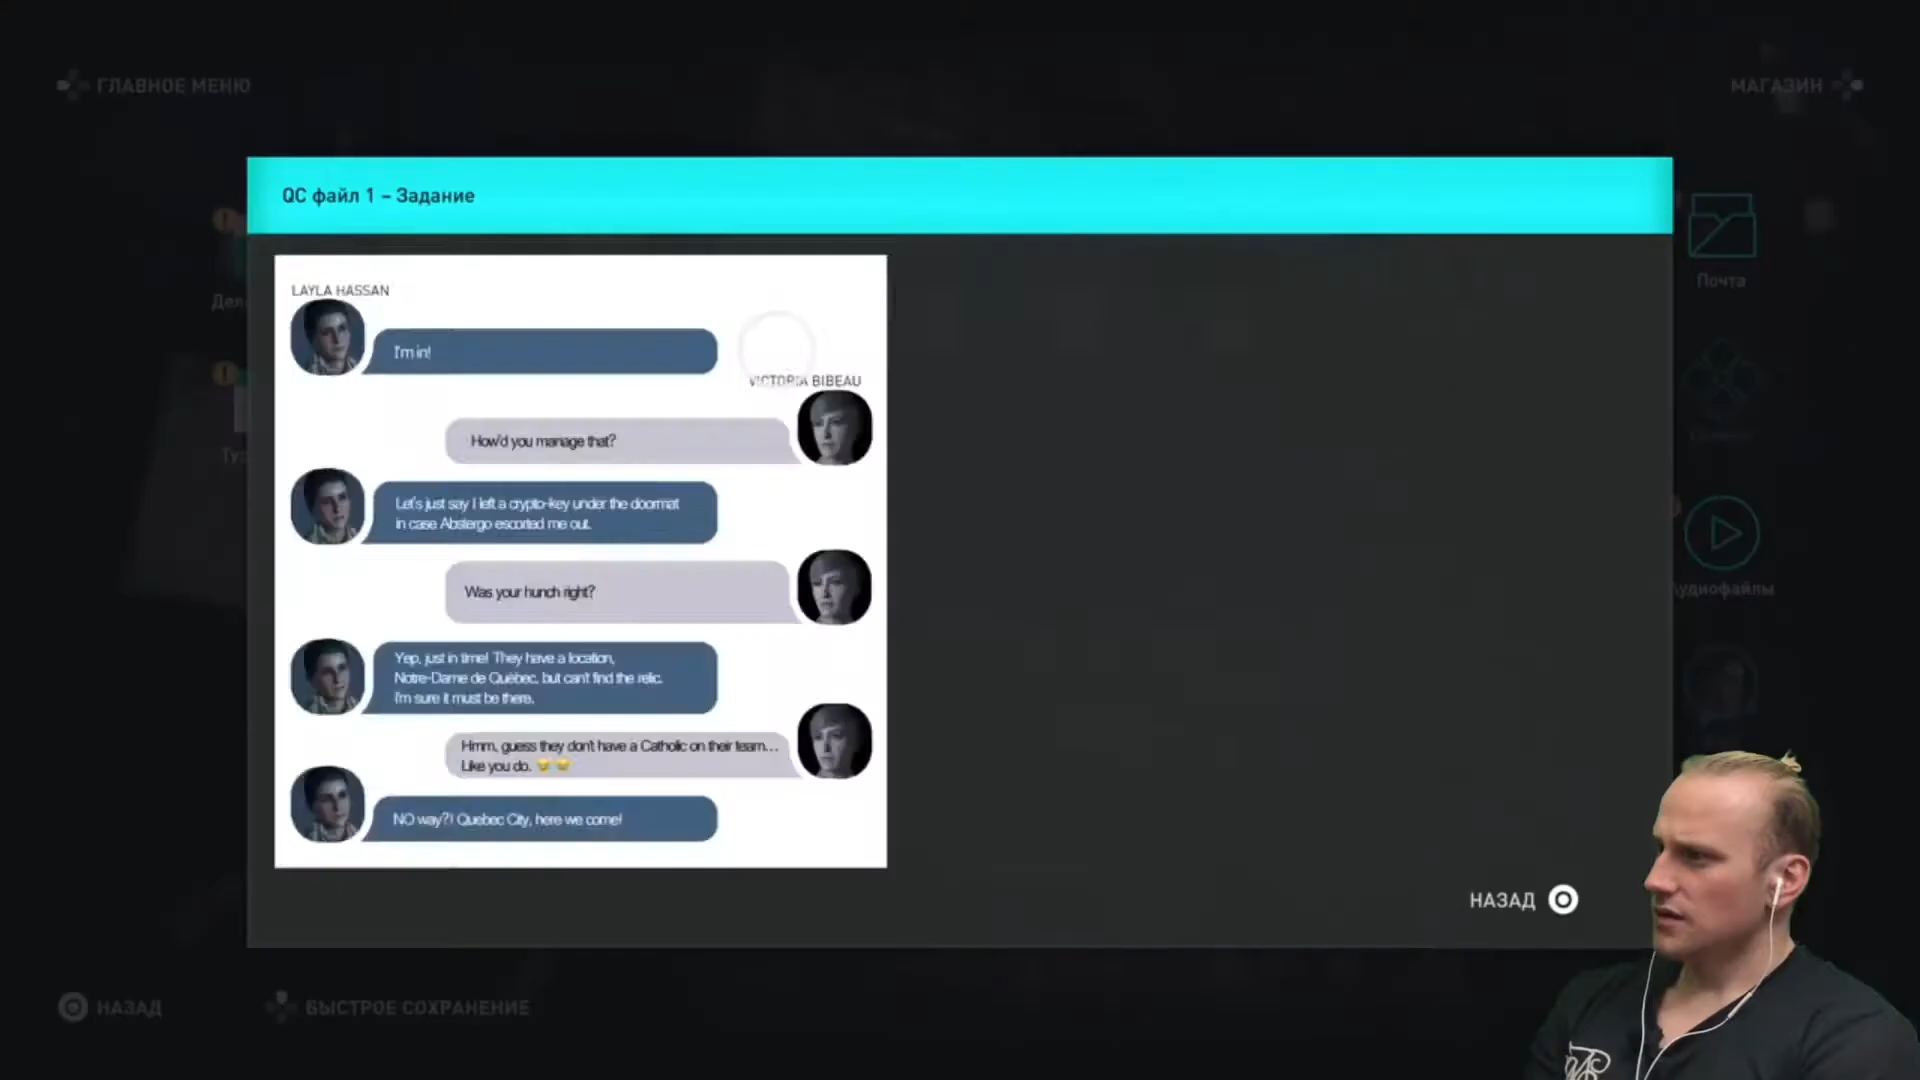 ГЛАВНОЕ МЕНЮ
МАГАЗИН
QC файл 1 – Задание
LAYLA HASSAN
I'm in!
VICTORIA BIBEAU
How'd you manage that?
Let's just say I left a crypto-key under the doormat
in case Abstergo escorted me out.
Was your hunch right?
Yep, just in time! They have a location,
Notre-Dame de Québec, but can't find the relic.
I'm sure it must be there.
Hmm, guess they don't have a Catholic on their team...
Like you do. 😂 😂
NO way?! Quebec City, here we come!
Почта
Аудиофайлы
НАЗАД
НАЗАД
БЫСТРОЕ СОХРАНЕНИЕ